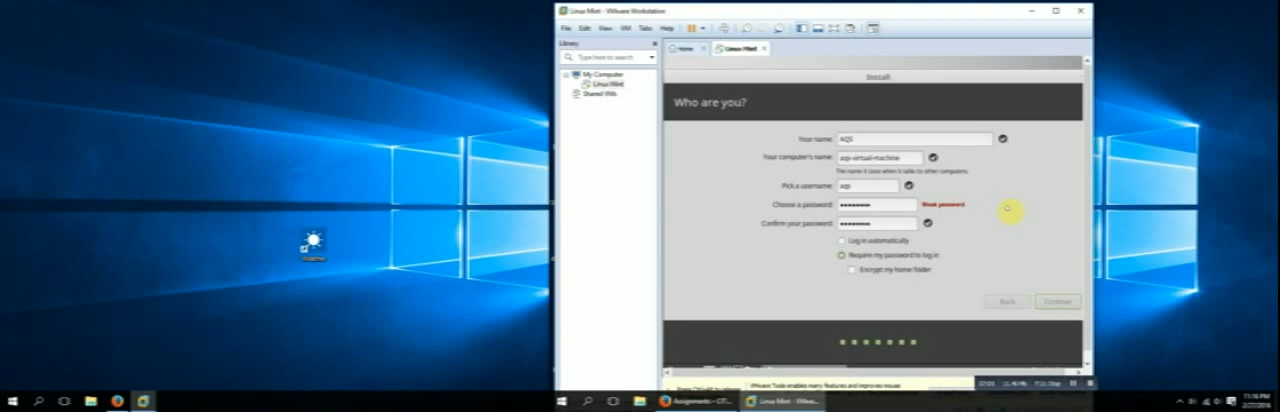 Linux Mint - VMware Workstation
File Edit View VM Tabs Help
Library
Type here to search
Home
Linux Mint
My Computer
Linux Mint
Shared VMs
Install
Who are you?
Your name: AQS
Your computer's name: aqs-virtual-machine
The name it uses when it talks to other computers.
Pick a username: aqs
Choose a password: Weak password
Confirm your password:
Log in automatically
Require my password to log in
Encrypt my home folder
Back Continue
VMware Tools enables many features and improves mouse
Assignments - CIT...
Linux Mint - VMwa...
11:16 PM
2/27/2016